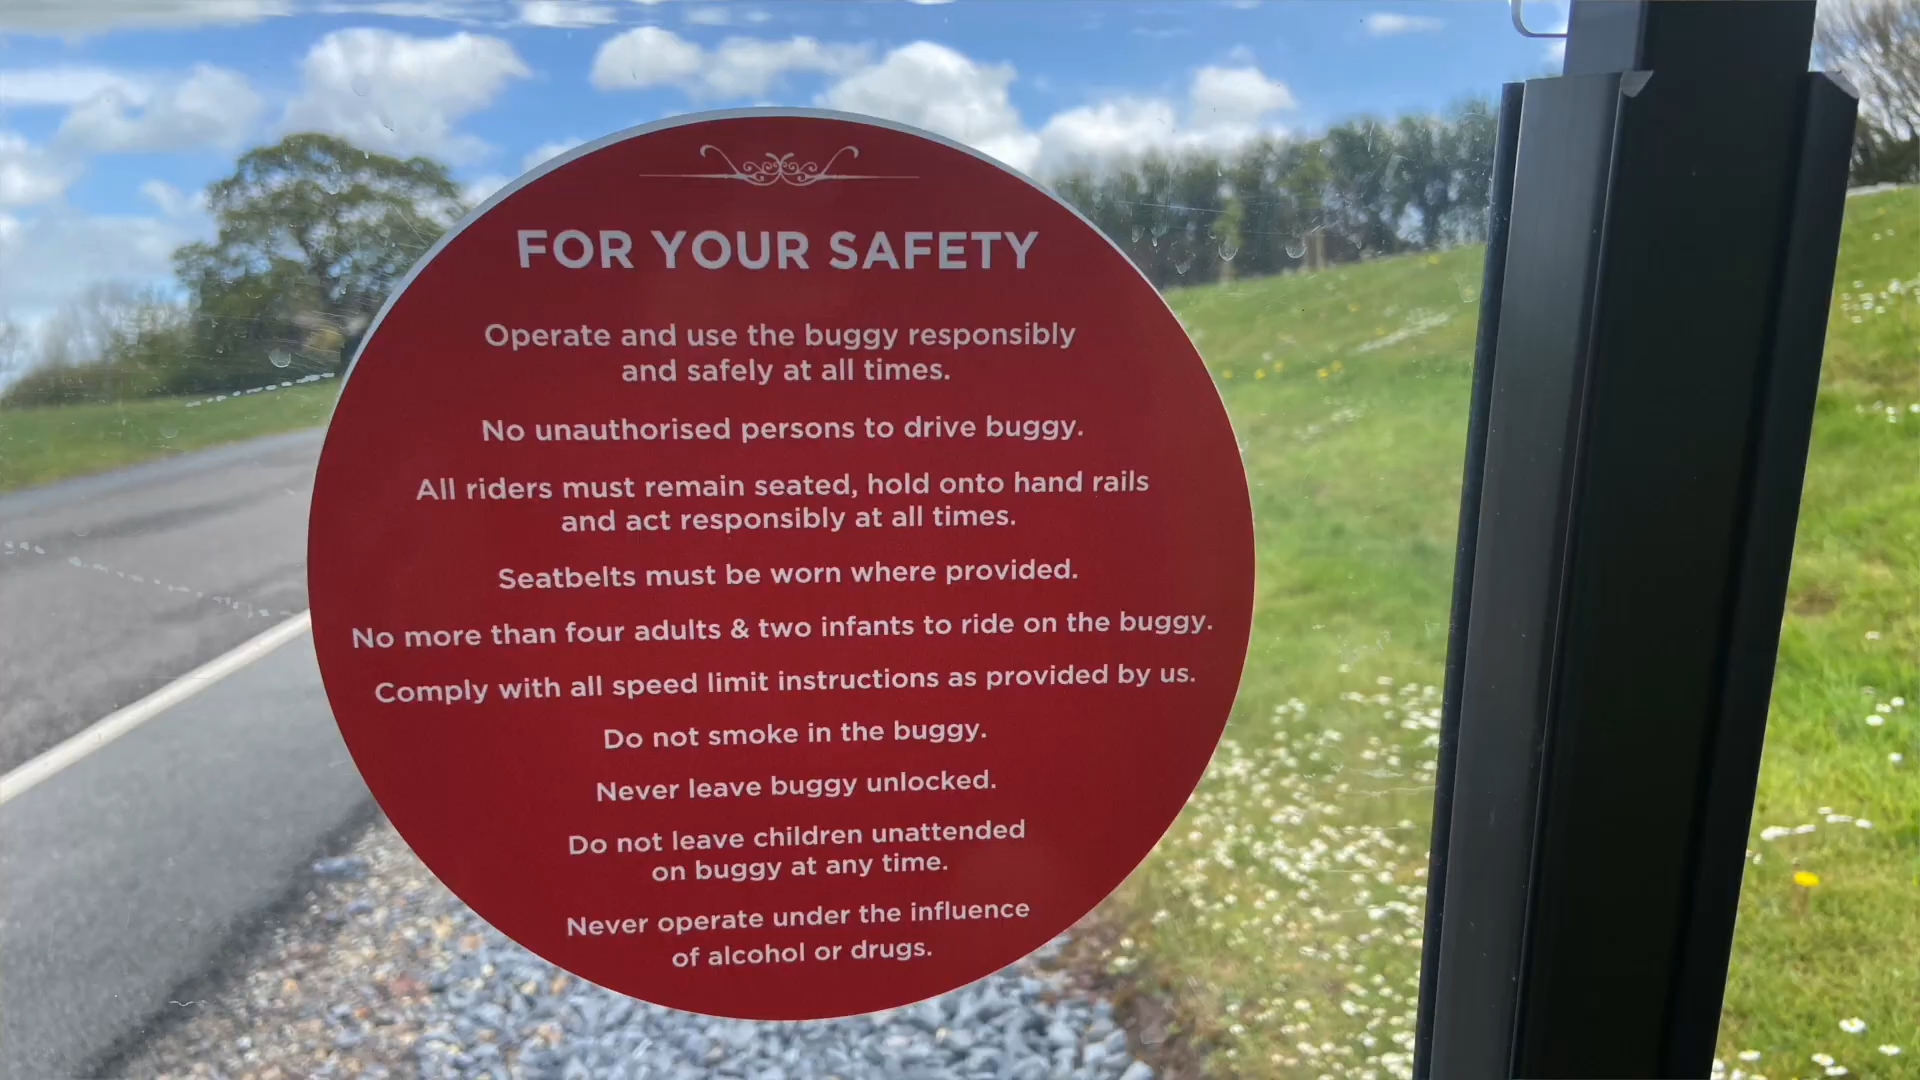 FOR YOUR SAFETY
Operate and use the buggy responsibly
and safely at all times.
No unauthorised persons to drive buggy.
All riders must remain seated, hold onto hand rails
and act responsibly at all times.
Seatbelts must be worn where provided.
No more than four adults & two infants to ride on the buggy.
Comply with all speed limit instructions as provided by us.
Do not smoke in the buggy.
Never leave buggy unlocked.
Do not leave children unattended
on buggy at any time.
Never operate under the influence
of alcohol or drugs.